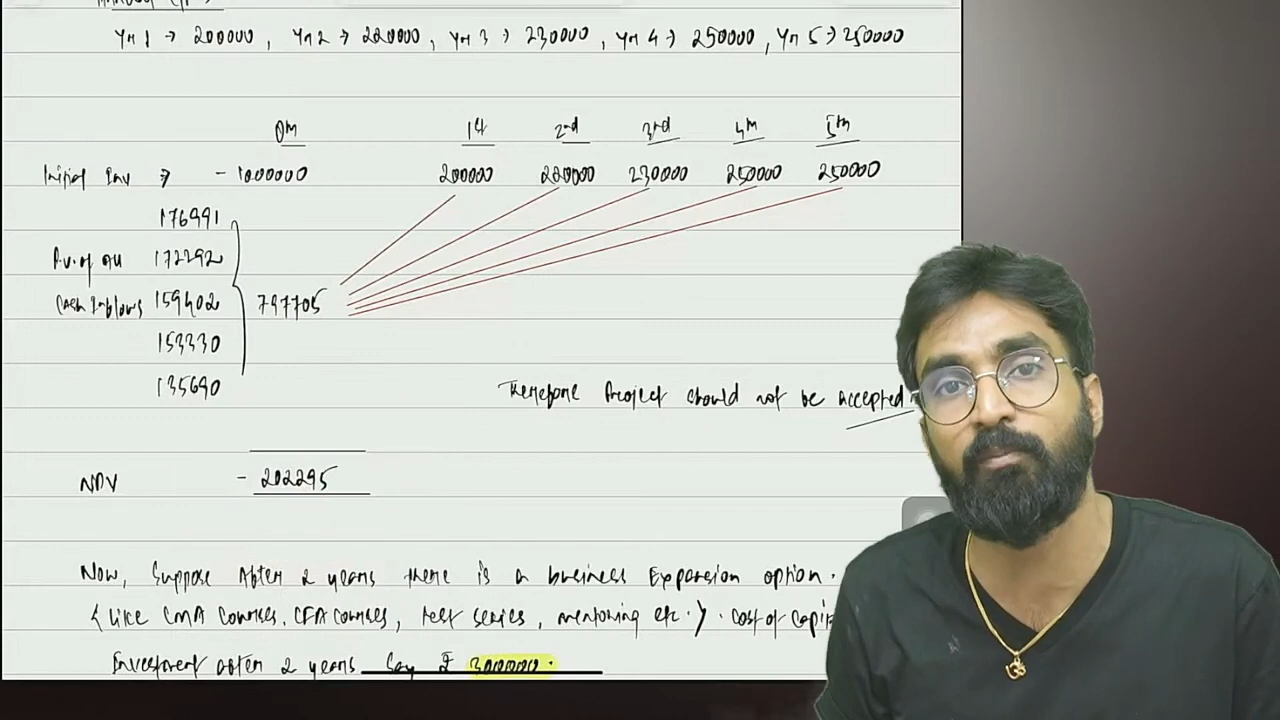 Yr 1 → 200000, Yr 2 → 220000, Yr 3 → 230000, Yr 4 → 250000, Yr 5 → 250000
0th 1st 2nd 3rd 4th 5th
Initial Inv ⇒ - 1000000 200000 220000 230000 250000 250000
176991
P.v. of all 172292
Cash Inflows 159402 797705
153330
135690
Therefore Project should not be accepted
NPV - 202295
Now, Suppose After 2 years there is a business Expansion option.
{ Like CMA Courses, CFA Courses, test series, mentoring etc. }. Cost of
Investment after 2 years Say ₹ 3000000.